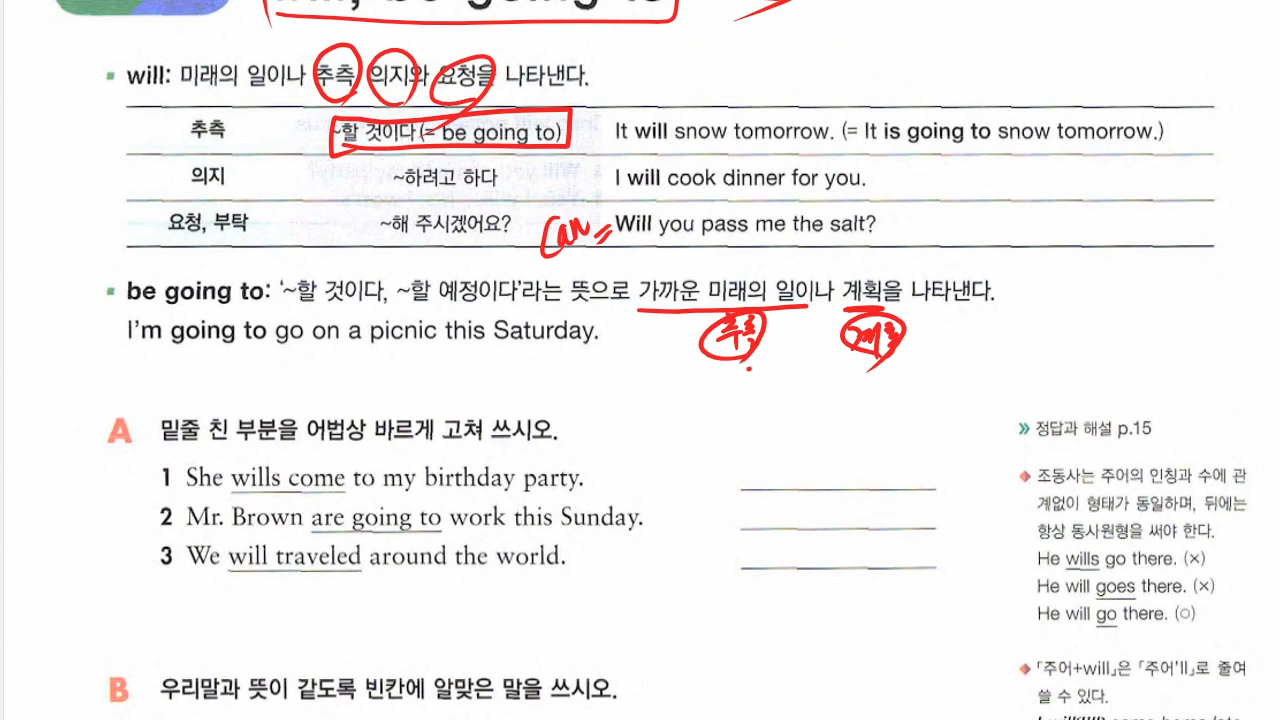 will, be going to
▪ will: 미래의 일이나 추측, 의지와 요청을 나타낸다.
추측 ~할 것이다(= be going to) It will snow tomorrow. (= It is going to snow tomorrow.)
의지 ~하려고 하다 I will cook dinner for you.
요청, 부탁 ~해 주시겠어요? Can = Will you pass me the salt?
▪ be going to: '~할 것이다, ~할 예정이다'라는 뜻으로 가까운 미래의 일이나 계획을 나타낸다.
I'm going to go on a picnic this Saturday.
추측
계획
A 밑줄 친 부분을 어법상 바르게 고쳐 쓰시오.
1 She wills come to my birthday party.
2 Mr. Brown are going to work this Sunday.
3 We will traveled around the world.
» 정답과 해설 p.15
◆ 조동사는 주어의 인칭과 수에 관
계없이 형태가 동일하며, 뒤에는
항상 동사원형을 써야 한다.
He wills go there. (×)
He will goes there. (×)
He will go there. (○)
◆ 「주어+will」은 「주어'll」로 줄여
쓸 수 있다.
B 우리말과 뜻이 같도록 빈칸에 알맞은 말을 쓰시오.